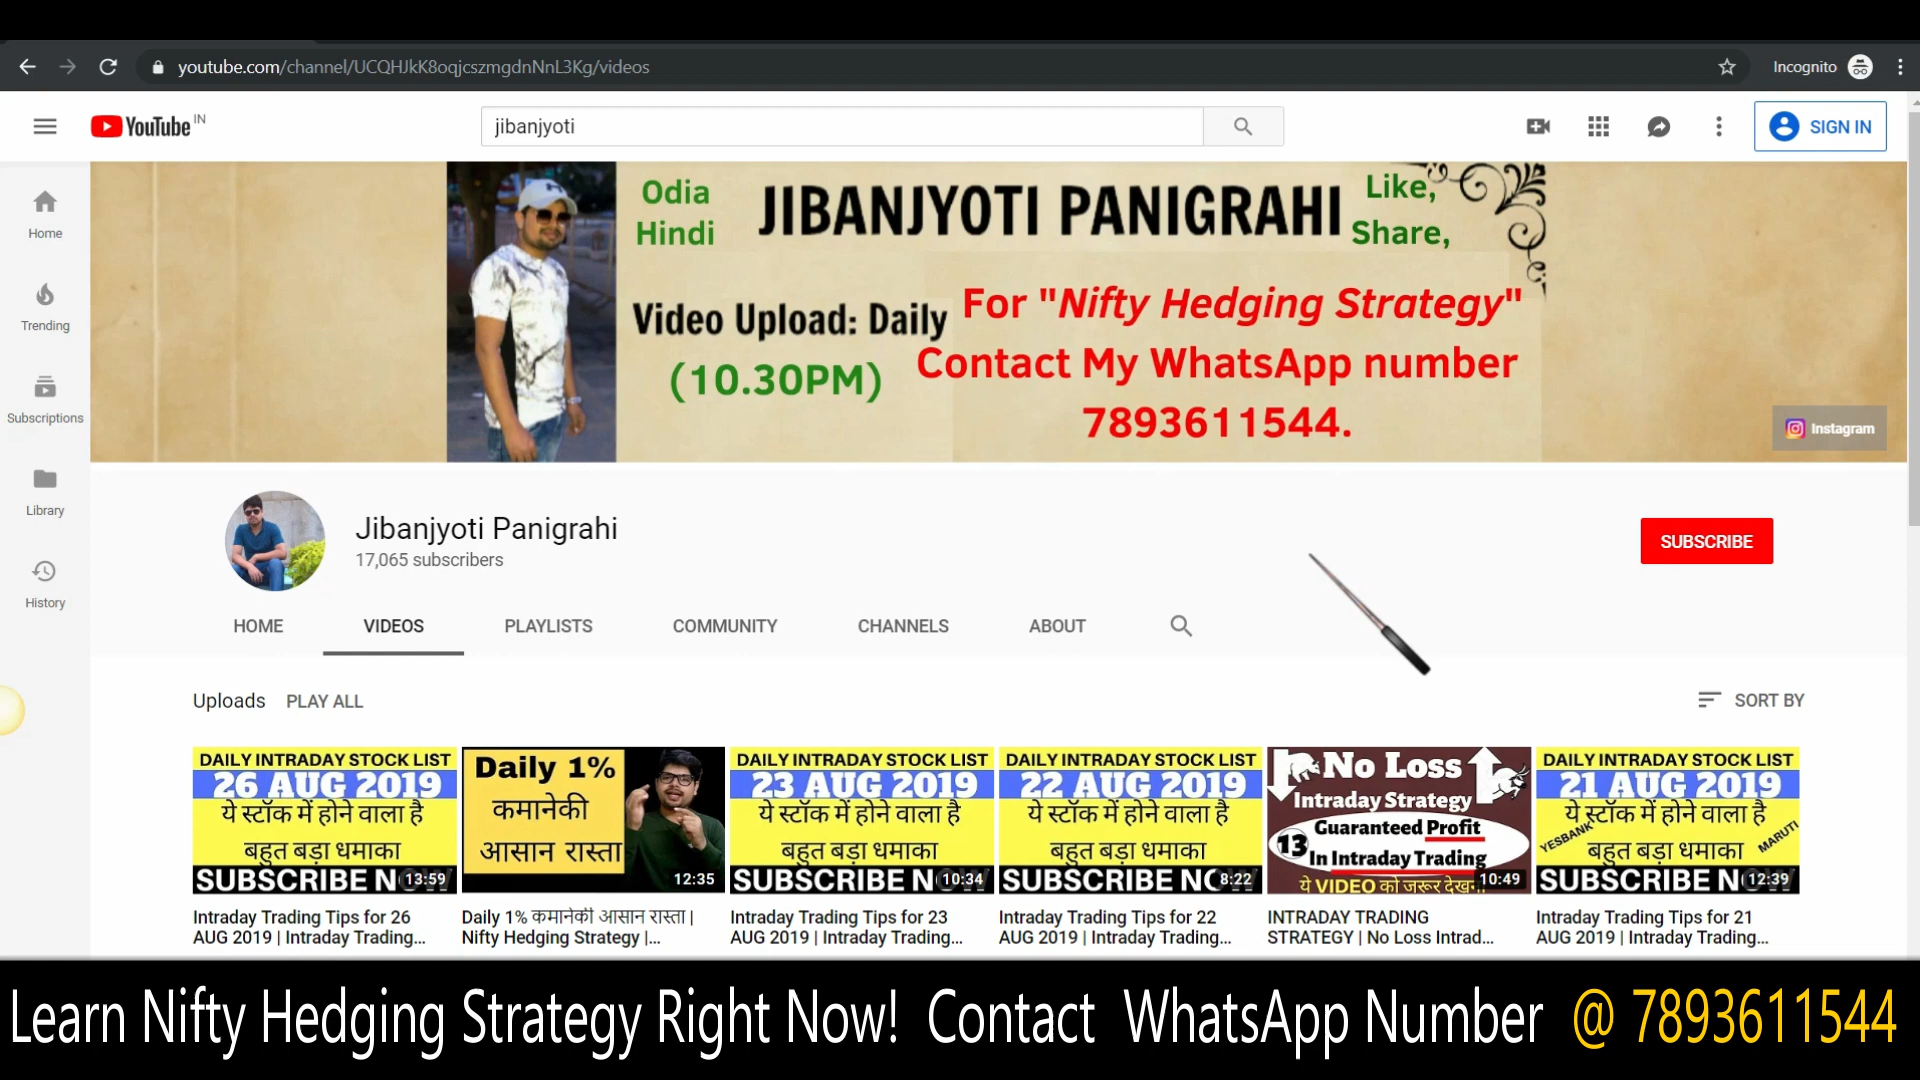 youtube.com/channel/UCQHJkK8oqjcszmgdnNnL3Kg/videos
Incognito
YouTube IN
jibanjyoti
SIGN IN
Home
Trending
Subscriptions
Library
History
Odia
Hindi
JIBANJYOTI PANIGRAHI
Like,
Share,
Video Upload: Daily
(10.30PM)
For "Nifty Hedging Strategy"
Contact My WhatsApp number
7893611544.
Instagram
Jibanjyoti Panigrahi
17,065 subscribers
SUBSCRIBE
HOME
VIDEOS
PLAYLISTS
COMMUNITY
CHANNELS
ABOUT
Uploads
PLAY ALL
SORT BY
DAILY INTRADAY STOCK LIST
26 AUG 2019
ये स्टॉक में होने वाला है
बहुत बड़ा धमाका
SUBSCRIBE
13:59
Intraday Trading Tips for 26
AUG 2019 | Intraday Trading...
Daily 1%
कमानेकी
आसान रास्ता
12:35
Daily 1% कमानेकी आसान रास्ता |
Nifty Hedging Strategy |...
DAILY INTRADAY STOCK LIST
23 AUG 2019
ये स्टॉक में होने वाला है
बहुत बड़ा धमाका
SUBSCRIBE
10:34
Intraday Trading Tips for 23
AUG 2019 | Intraday Trading...
DAILY INTRADAY STOCK LIST
22 AUG 2019
ये स्टॉक में होने वाला है
बहुत बड़ा धमाका
SUBSCRIBE
8:22
Intraday Trading Tips for 22
AUG 2019 | Intraday Trading...
No Loss
Intraday Strategy
Guaranteed Profit
13
In Intraday Trading
ये VIDEO को जरूर
10:49
INTRADAY TRADING
STRATEGY | No Loss Intrad...
DAILY INTRADAY STOCK LIST
21 AUG 2019
ये स्टॉक में होने वाला है
YESBANK
बहुत बड़ा धमाका
MARUTI
SUBSCRIBE
12:39
Intraday Trading Tips for 21
AUG 2019 | Intraday Trading...
Learn Nifty Hedging Strategy Right Now! Contact WhatsApp Number @ 7893611544